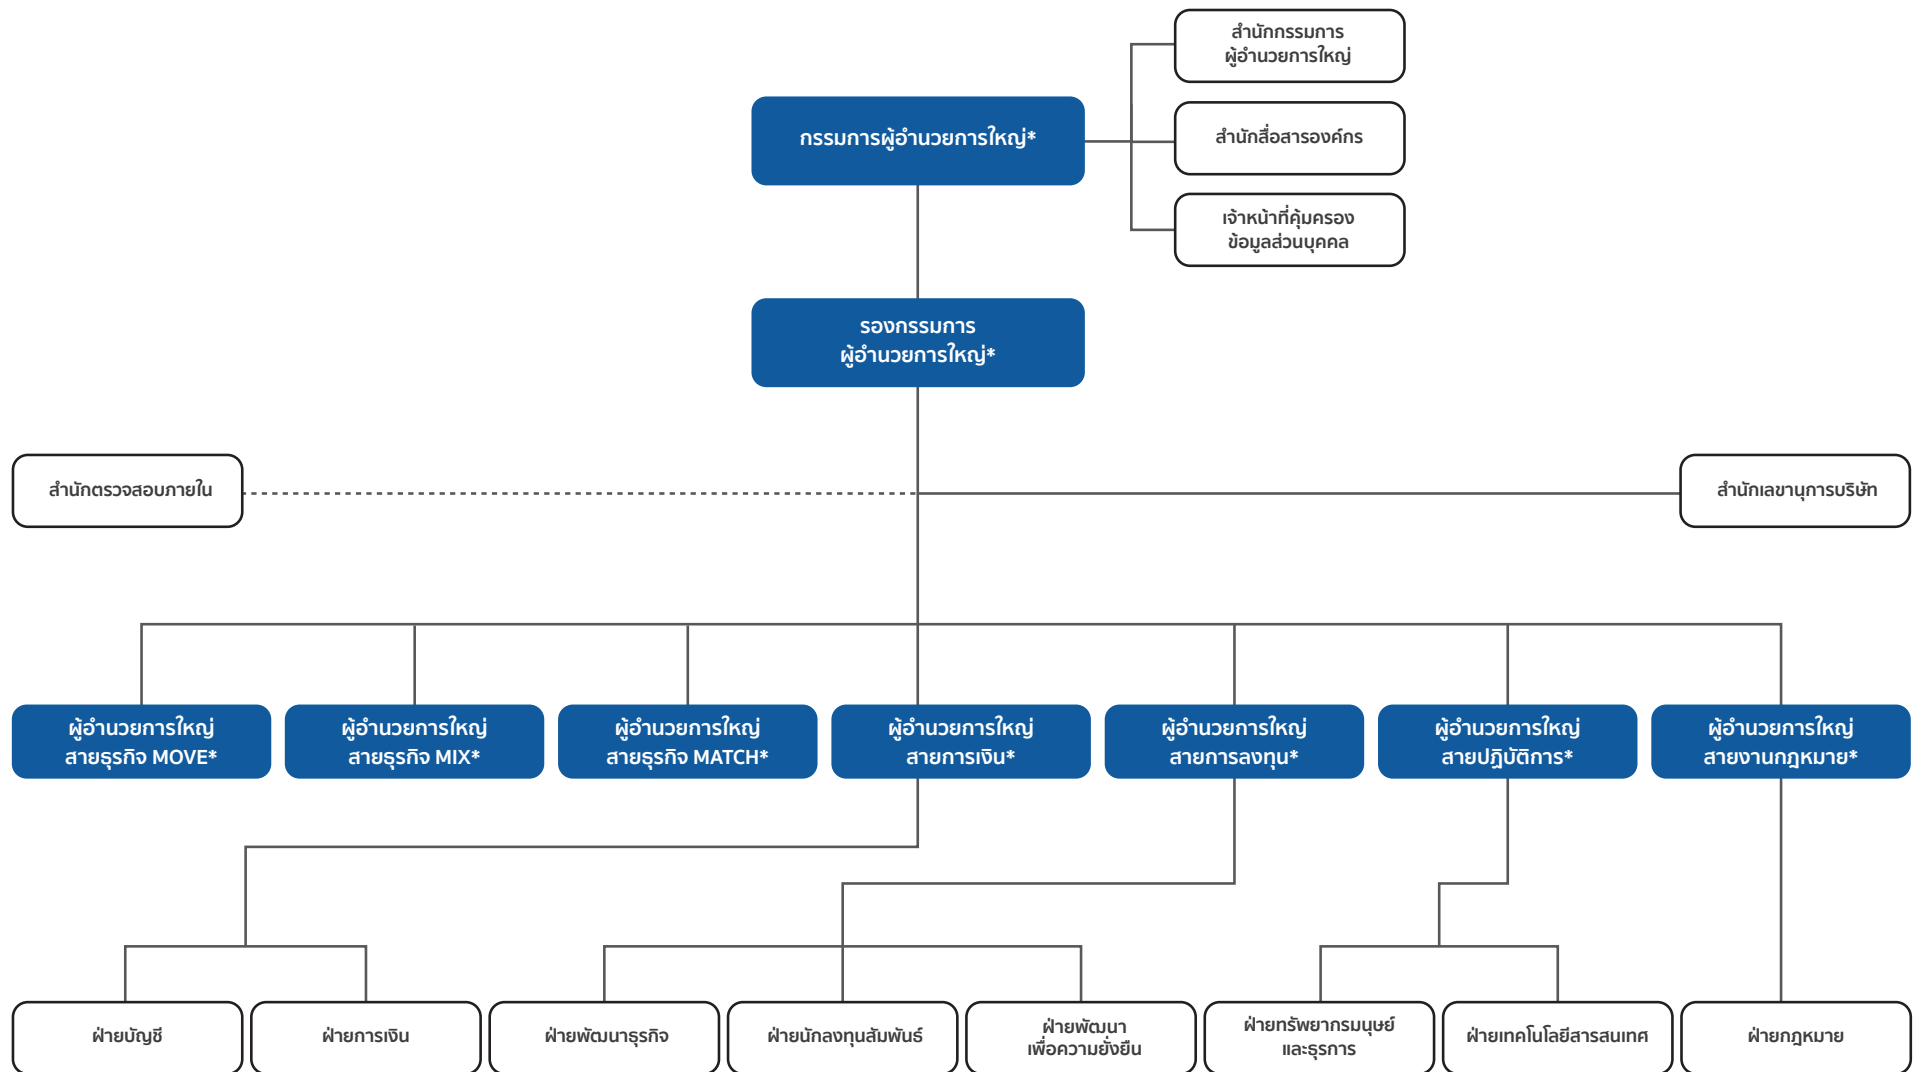 สำนักกรรมการ
ผู้อำนวยการใหญ่
กรรมการผู้อำนวยการใหญ่*
สำนักสื่อสารองค์กร
เจ้าหน้าที่คุ้มครอง
ข้อมูลส่วนบุคคล
รองกรรมการ
ผู้อำนวยการใหญ่*
สำนักตรวจสอบภายใน
สำนักเลขานุการบริษัท
ผู้อำนวยการใหญ่
สายธุรกิจ MOVE*
ผู้อำนวยการใหญ่
สายธุรกิจ MIX*
ผู้อำนวยการใหญ่
สายธุรกิจ MATCH*
ผู้อำนวยการใหญ่
สายการเงิน*
ผู้อำนวยการใหญ่
สายการลงทุน*
ผู้อำนวยการใหญ่
สายปฏิบัติการ*
ผู้อำนวยการใหญ่
สายงานกฎหมาย*
ฝ่ายบัญชี
ฝ่ายการเงิน
ฝ่ายพัฒนาธุรกิจ
ฝ่ายนักลงทุนสัมพันธ์
ฝ่ายพัฒนา
เพื่อความยั่งยืน
ฝ่ายทรัพยากรมนุษย์
และธุรการ
ฝ่ายเทคโนโลยีสารสนเทศ
ฝ่ายกฎหมาย